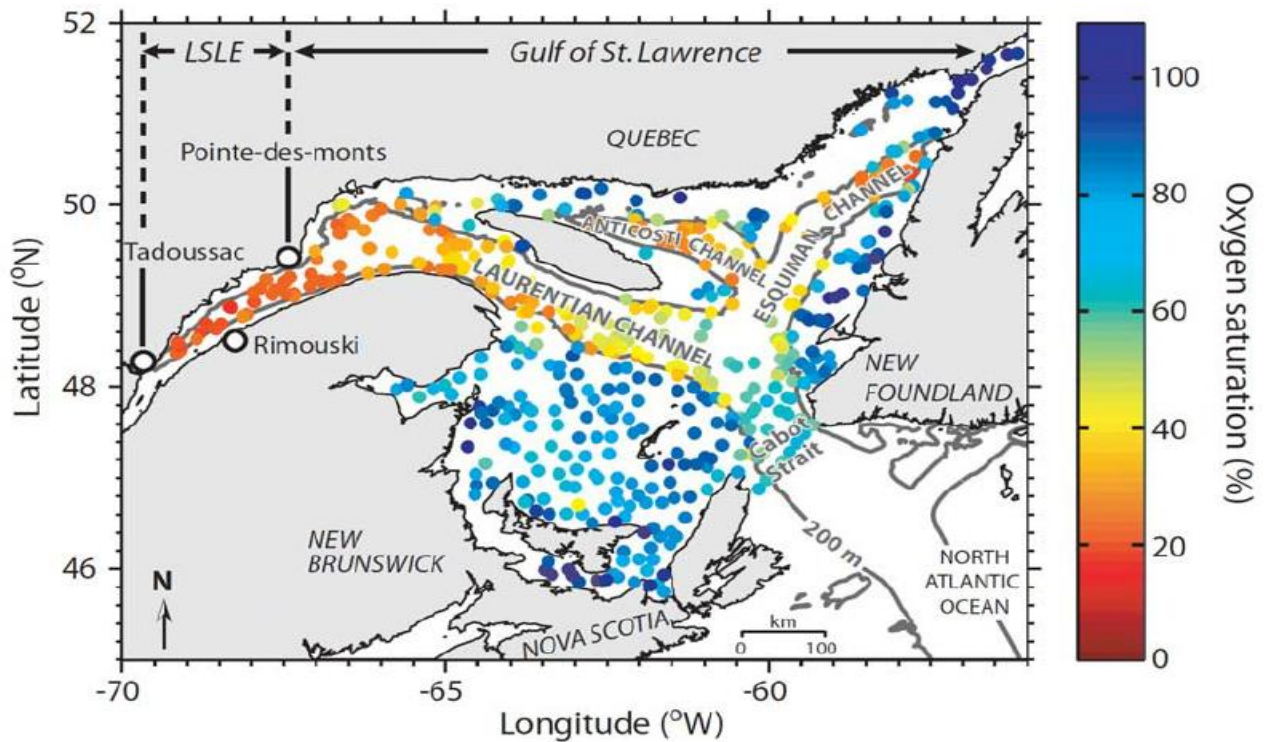 52
50
48
46
Latitude (°N)
LSLE
Gulf of St. Lawrence
Pointe-des-monts
QUEBEC
Tadoussac
Rimouski
ANTICOSTI CHANNEL
ESQUIMAN CHANNEL
LAURENTIAN CHANNEL
NEW
FOUNDLAND
Cabot
Strait
200 m
NEW
BRUNSWICK
NORTH
ATLANTIC
OCEAN
N
km
0 100
NOVA SCOTIA
-70 -65 -60
Longitude (°W)
100
80
60
40
20
0
Oxygen saturation (%)